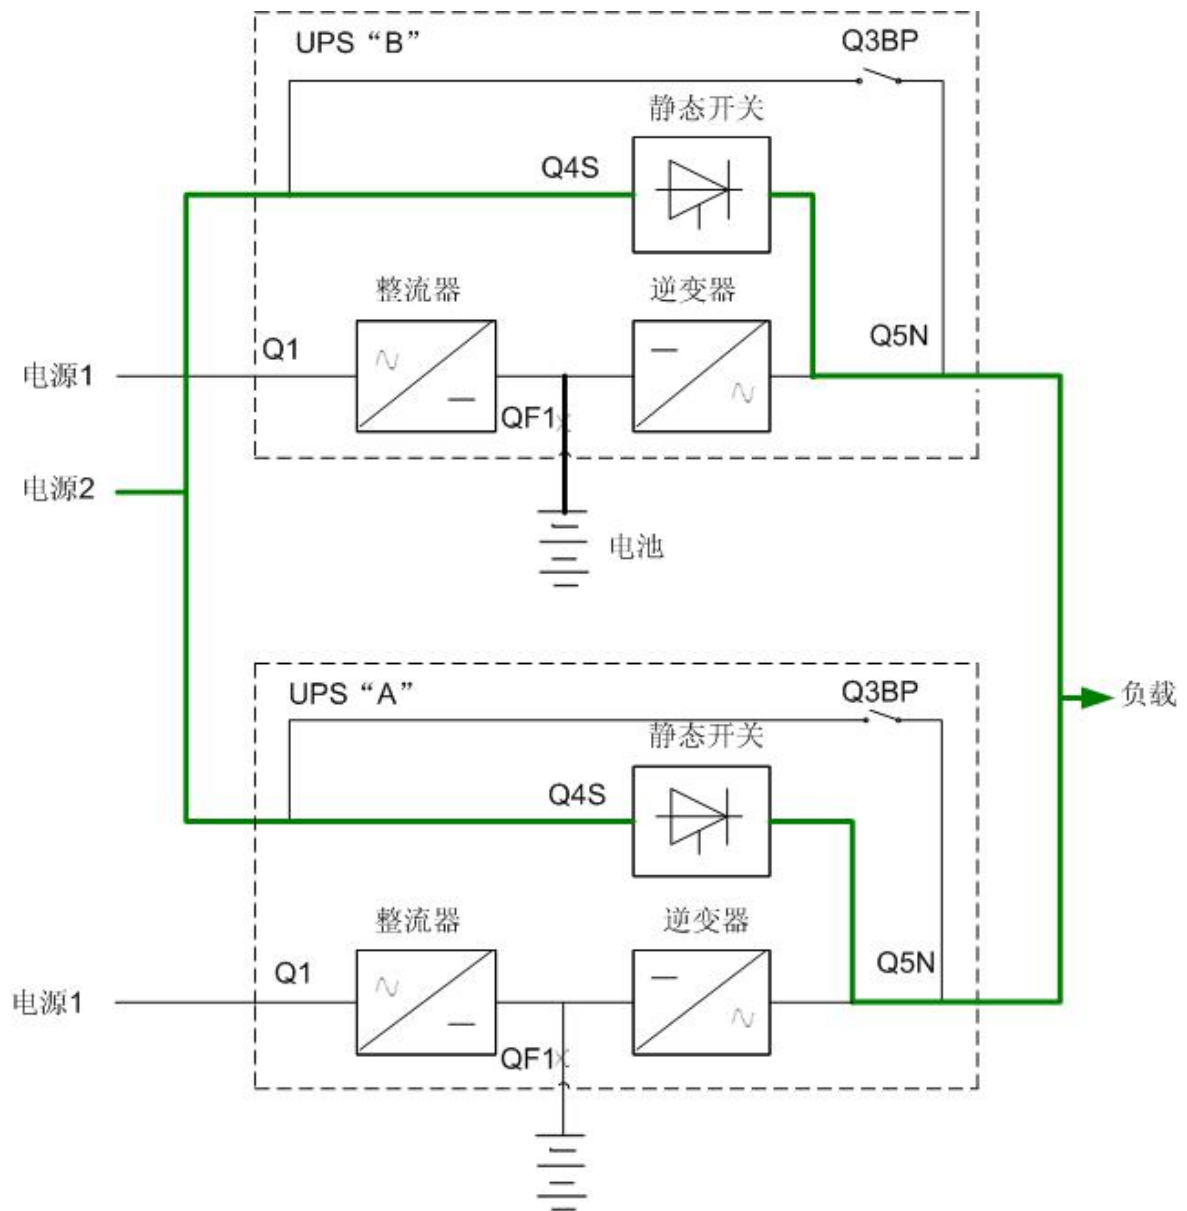 UPS “B”
Q3BP
静态开关
Q4S
整流器
逆变器
Q1
Q5N
电源1
QF1
电源2
电池
UPS “A”
Q3BP
负载
静态开关
Q4S
整流器
逆变器
Q1
Q5N
电源1
QF1